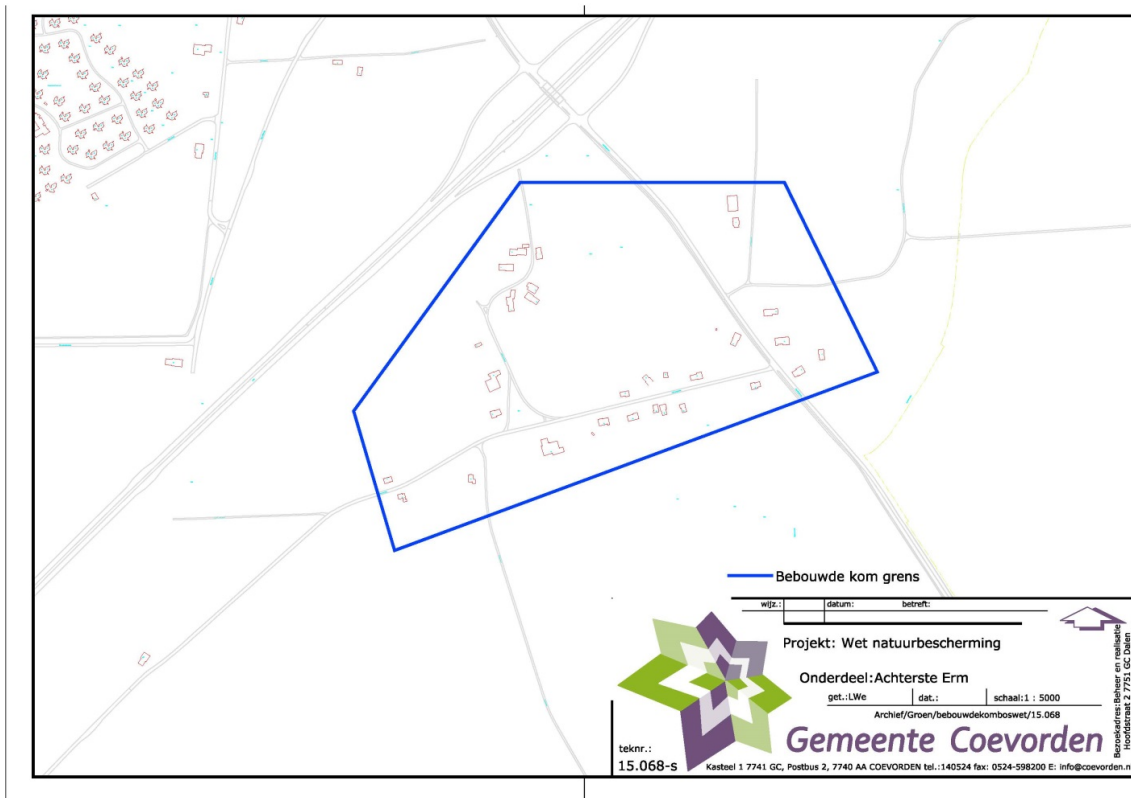 Bebouwde kom grens
wijz.: datum: betreft:
Projekt: Wet natuurbescherming
Onderdeel:Achterste Erm
get.:LWe dat.: schaal:1 : 5000
Archief/Groen/bebouwdekomboswet/15.068
Gemeente Coevorden
teknr.:
15.068-s
Kasteel 1 7741 GC, Postbus 2, 7740 AA COEVORDEN tel.:140524 fax: 0524-598200 E: info@coevorden.n
Bezoekadres:Beheer en realisatie
Hoofdstraat 2 7751 GC Dalen